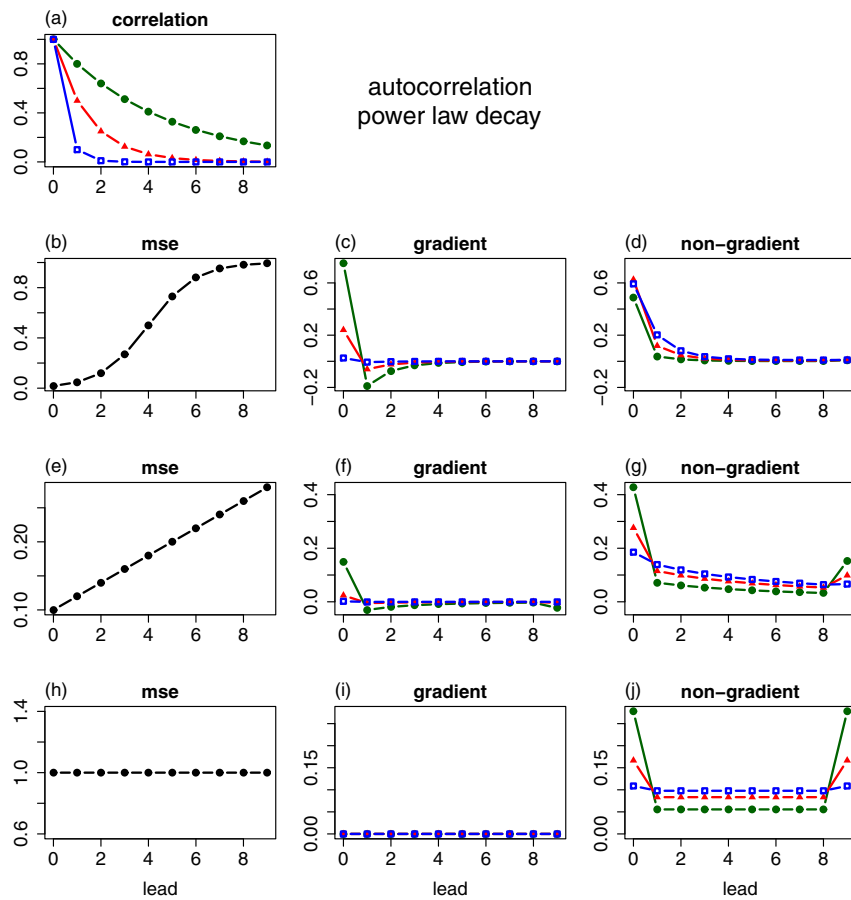 (a) correlation
0.8
0.4
0.0
0 2 4 6 8
autocorrelation
power law decay
(b) mse
0.8
0.4
0.0
0 2 4 6 8
(c) gradient
0.6
0.2
−0.2
0 2 4 6 8
(d) non-gradient
0.6
0.2
−0.2
0 2 4 6 8
(e) mse
0.20
0.10
0 2 4 6 8
(f) gradient
0.4
0.2
0.0
0 2 4 6 8
(g) non-gradient
0.4
0.2
0.0
0 2 4 6 8
(h) mse
1.4
1.0
0.6
0 2 4 6 8
lead
(i) gradient
0.15
0.00
0 2 4 6 8
lead
(j) non-gradient
0.15
0.00
0 2 4 6 8
lead